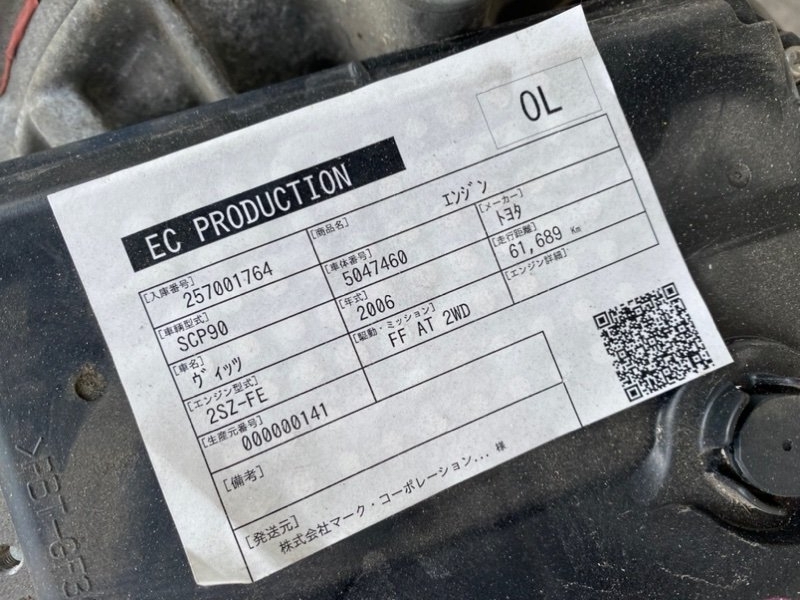 OL
EC PRODUCTION
[入庫番号] 257001764
[商品名] エンジン
[車輌型式] SCP90
[車体番号] 5047460
[メーカー] トヨタ
[車名] ヴィッツ
[年式] 2006
[走行距離] 61,689 Km
[エンジン型式] 2SZ-FE
[駆動・ミッション] FF AT 2WD
[エンジン詳細]
[生産元番号] 000000141
[備考]
[発送元]
株式会社マーク・コーポレーション... 様